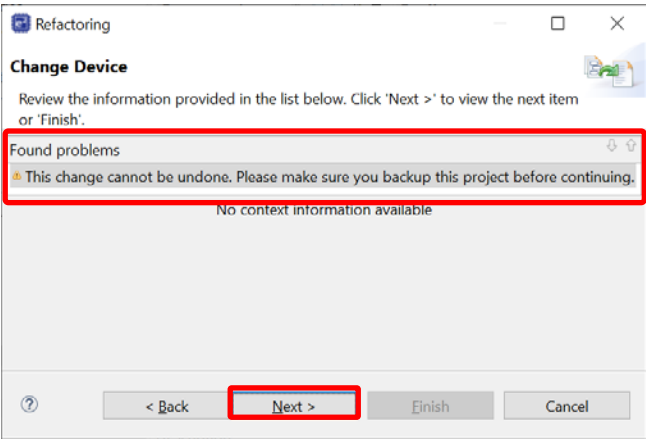 Refactoring
Change Device
Review the information provided in the list below. Click 'Next >' to view the next item
or 'Finish'.
Found problems
This change cannot be undone. Please make sure you backup this project before continuing.
No context information available
< Back
Next >
Finish
Cancel